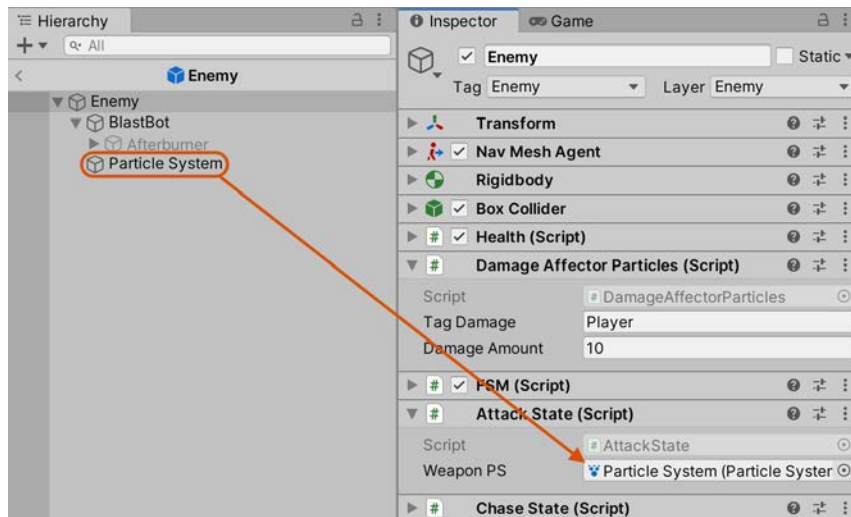 Hierarchy
All
Enemy
Enemy
BlastBot
Afterburner
Particle System
Inspector
Game
Enemy
Static
Tag Enemy
Layer Enemy
Transform
Nav Mesh Agent
Rigidbody
Box Collider
# Health (Script)
# Damage Affector Particles (Script)
Script # DamageAffectorParticles
Tag Damage Player
Damage Amount 10
# FSM (Script)
# Attack State (Script)
Script # AttackState
Weapon PS Particle System (Particle Syster
# Chase State (Script)